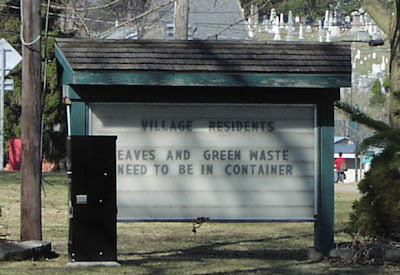 VILLAGE RESIDENTS
EAVES AND GREEN WASTE
NEED TO BE IN CONTAINER